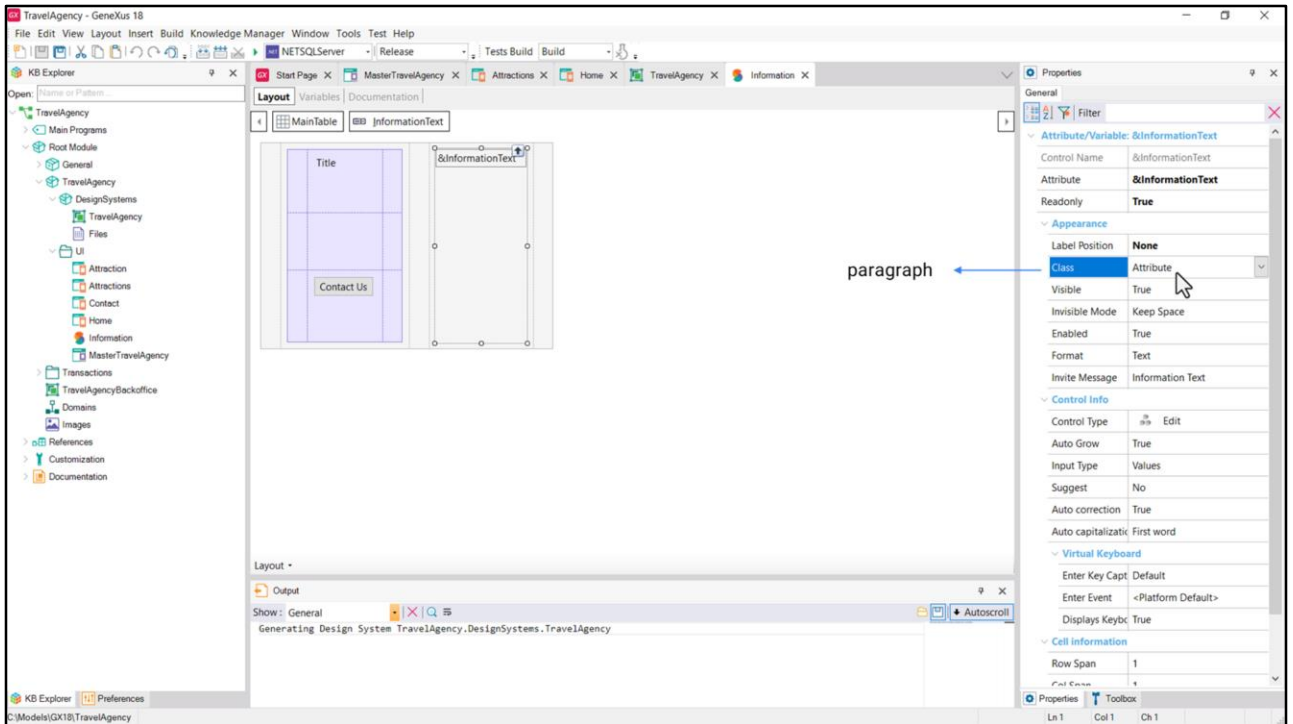 TravelAgency - GeneXus 18
File Edit View Layout Insert Build Knowledge Manager Window Tools Test Help
NETSQLServer Release Tests Build Build
KB Explorer
Open: Name or Pattern...
TravelAgency
Main Programs
Root Module
General
TravelAgency
DesignSystems
TravelAgency
Files
UI
Attraction
Attractions
Contact
Home
Information
MasterTravelAgency
Transactions
TravelAgencyBackoffice
Domains
Images
References
Customization
Documentation
KB Explorer Preferences
Start Page MasterTravelAgency Attractions Home TravelAgency Information
Layout Variables Documentation
MainTable InformationText
Title
&InformationText
Contact Us
paragraph
Layout
Output
Show: General
Autoscroll
Generating Design System TravelAgency.DesignSystems.TravelAgency
Properties
General
Filter
Attribute/Variable: &InformationText
Control Name &InformationText
Attribute &InformationText
Readonly True
Appearance
Label Position None
Class Attribute
Visible True
Invisible Mode Keep Space
Enabled True
Format Text
Invite Message Information Text
Control Info
Control Type Edit
Auto Grow True
Input Type Values
Suggest No
Auto correction True
Auto capitalizatic First word
Virtual Keyboard
Enter Key Capt Default
Enter Event <Platform Default>
Displays Keybc True
Cell information
Row Span 1
Col Span 1
Properties Toolbox
C:\Models\GX18\TravelAgency
Ln 1 Col 1 Ch 1